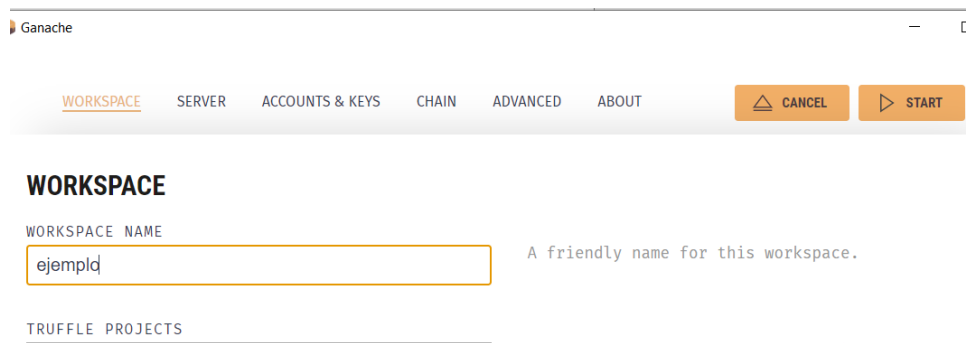 Ganache
WORKSPACE SERVER ACCOUNTS & KEYS CHAIN ADVANCED ABOUT CANCEL START
WORKSPACE
WORKSPACE NAME
ejemplo
A friendly name for this workspace.
TRUFFLE PROJECTS